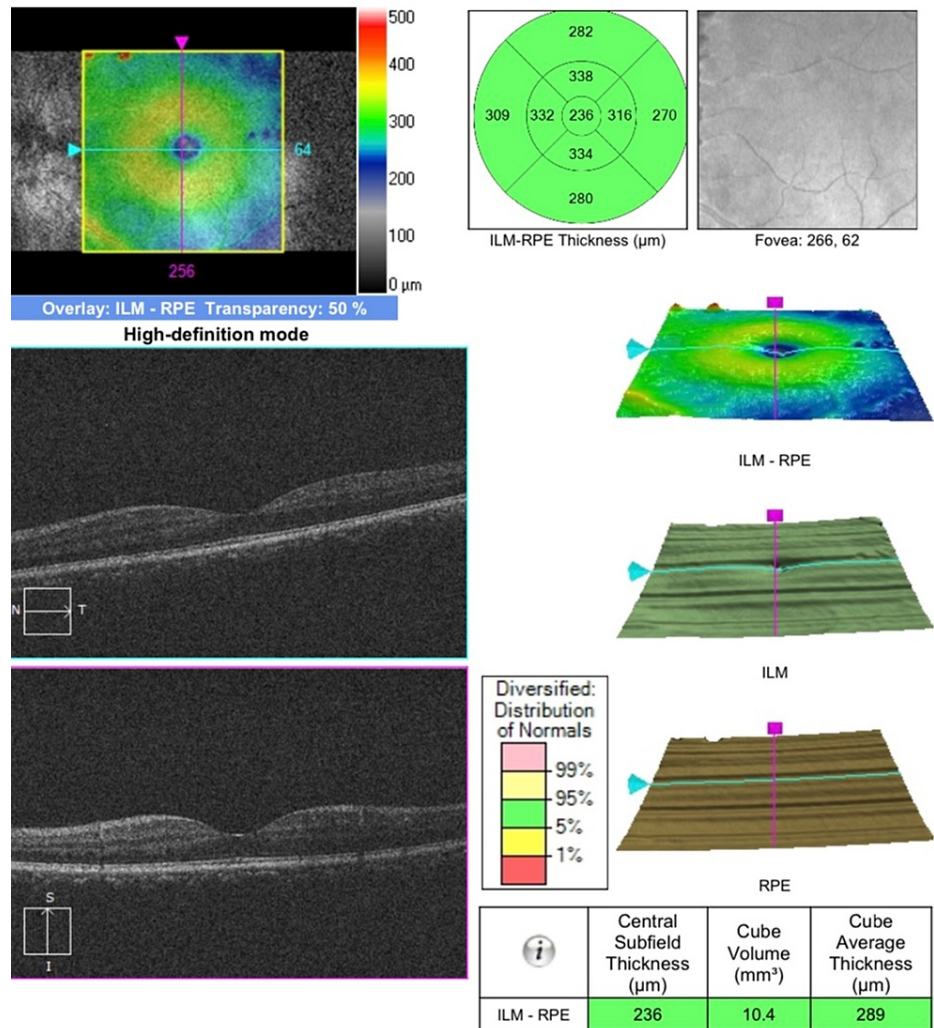 500
400
300
200
100
0 µm
64
256
Overlay: ILM - RPE Transparency: 50 %
282
338
309 332 236 316 270
334
280
ILM-RPE Thickness (µm)
Fovea: 266, 62
High-definition mode
N T
S
I
ILM - RPE
ILM
RPE
Diversified:
Distribution
of Normals
99%
95%
5%
1%
Central
Subfield
Thickness
(µm)
Cube
Volume
(mm³)
Cube
Average
Thickness
(µm)
i
ILM - RPE 236 10.4 289